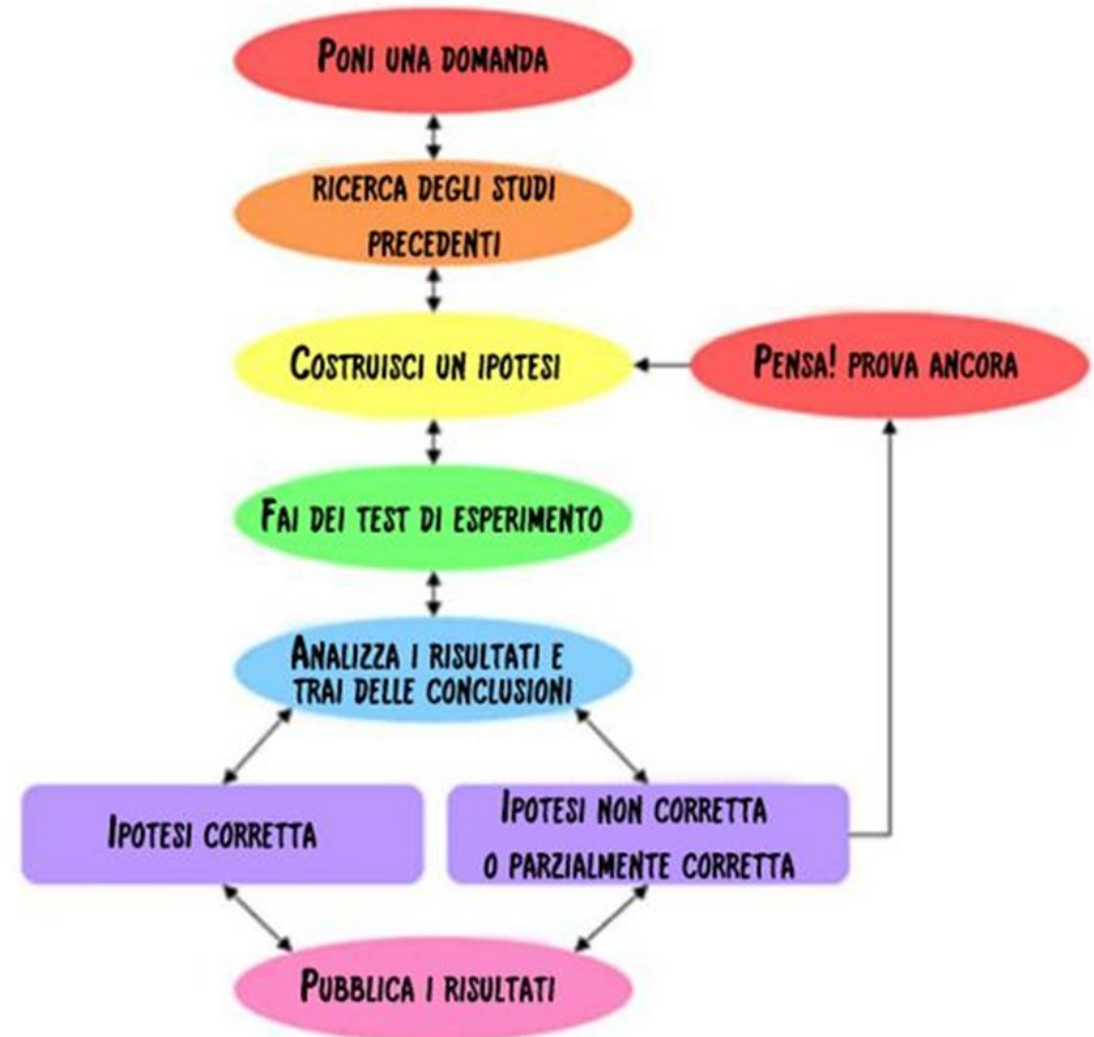 PONI UNA DOMANDA
RICERCA DEGLI STUDI
PRECEDENTI
COSTRUISCI UN IPOTESI
PENSA! PROVA ANCORA
FAI DEI TEST DI ESPERIMENTO
ANALIZZA I RISULTATI E
TRAI DELLE CONCLUSIONI
IPOTESI CORRETTA
IPOTESI NON CORRETTA
O PARZIALMENTE CORRETTA
PUBBLICA I RISULTATI